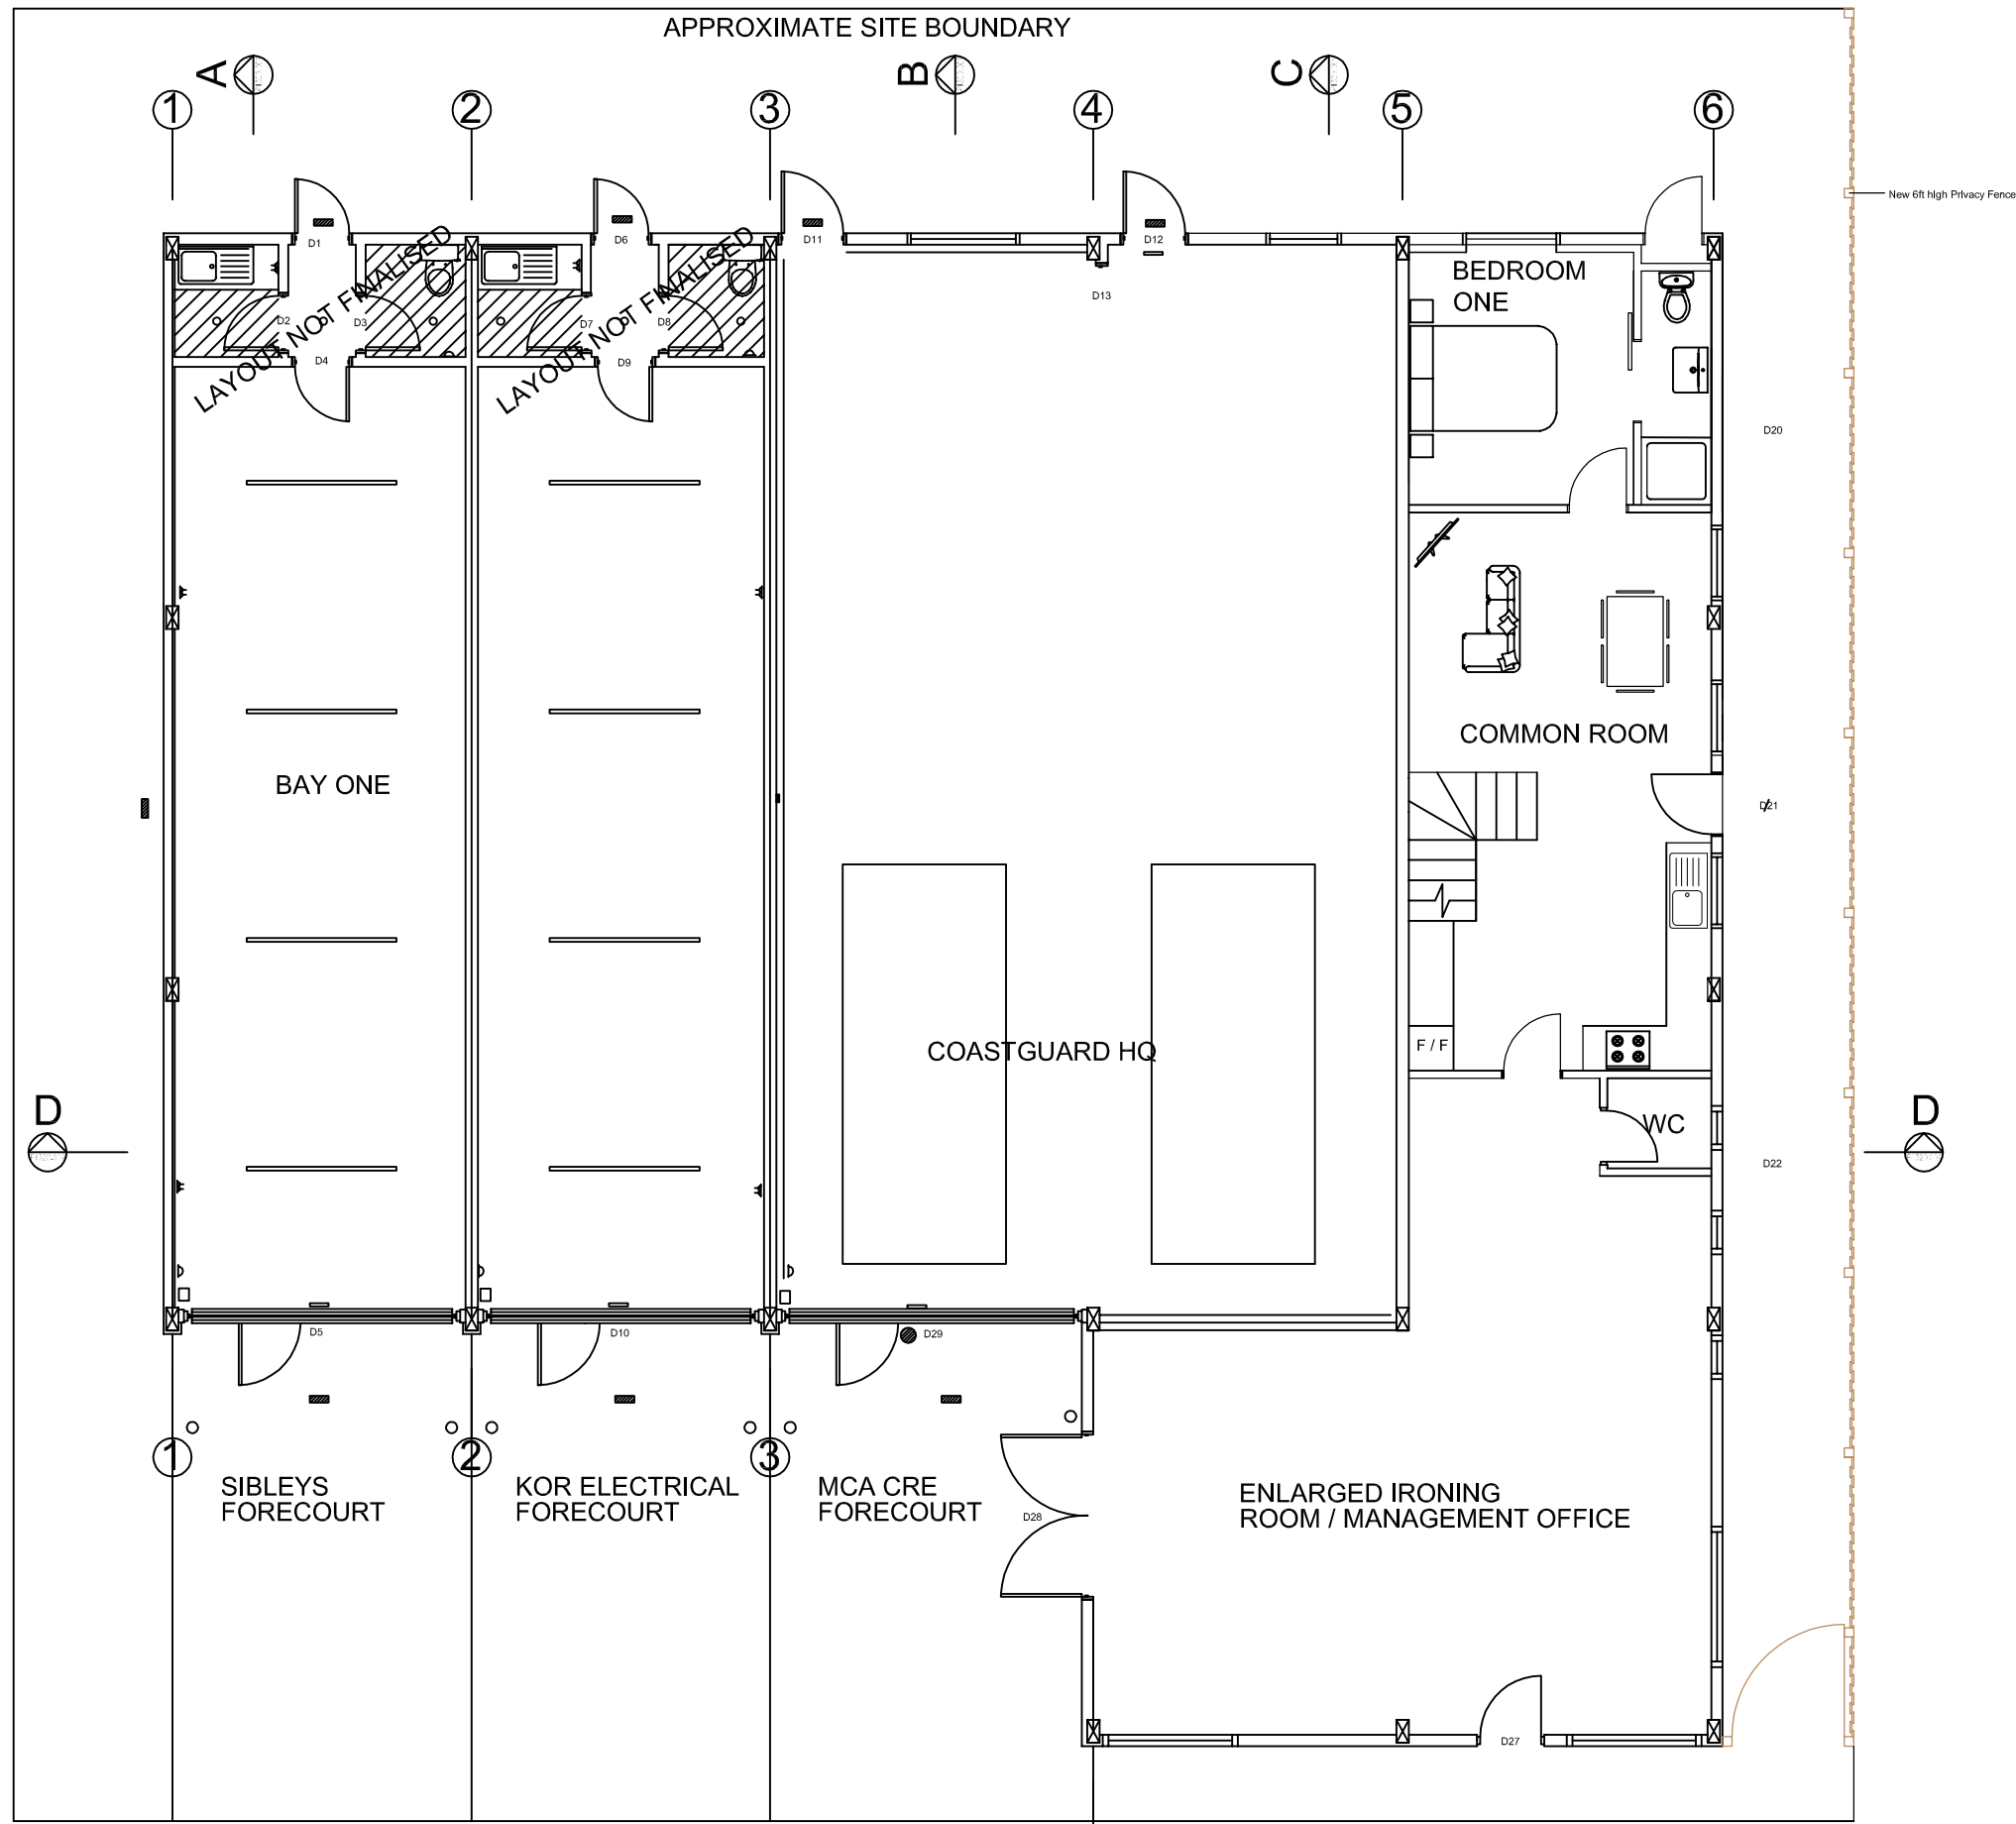 APPROXIMATE SITE BOUNDARY
A
B
C
1
2
3
4
5
6
New 6ft high Privacy Fence
D1
D6
D11
D12
LAYOUT NOT FINALISED
LAYOUT NOT FINALISED
BEDROOM
ONE
D13
D2
D3
D7
D8
D4
D9
D20
COMMON ROOM
BAY ONE
D21
COASTGUARD HQ
F / F
D
D
WC
D22
D5
D10
D29
1
2
3
SIBLEYS
FORECOURT
KOR ELECTRICAL
FORECOURT
MCA CRE
FORECOURT
D28
ENLARGED IRONING
ROOM / MANAGEMENT OFFICE
D27